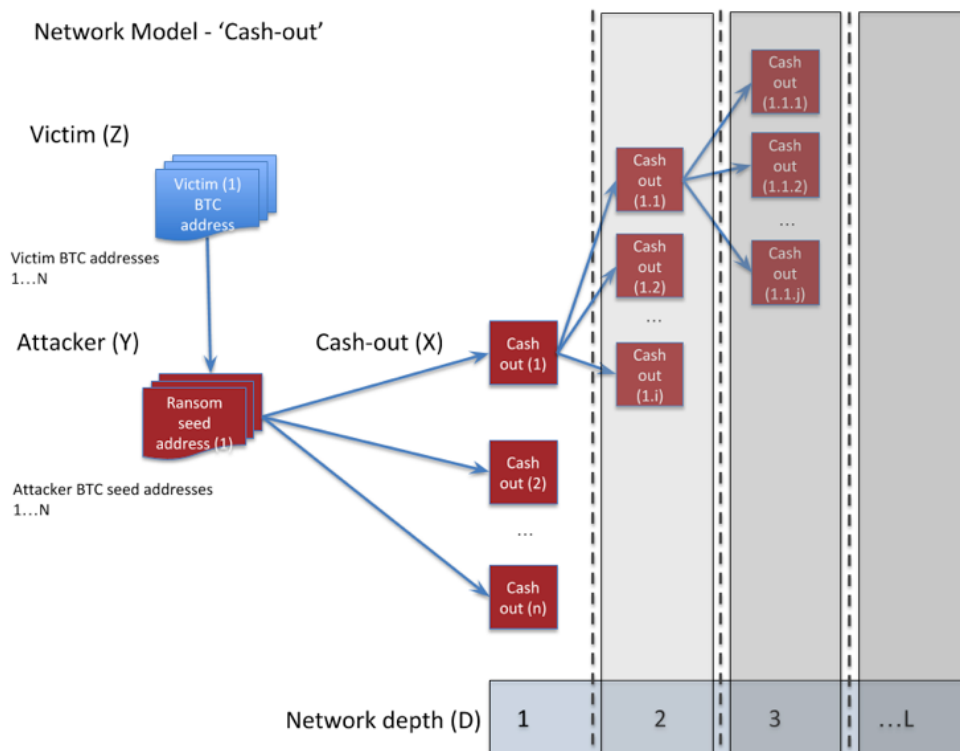 Network Model - ‘Cash-out’
Victim (Z)
Victim (1)
BTC
address
Victim BTC addresses
1...N
Attacker (Y)
Ransom
seed
address (1)
Attacker BTC seed addresses
1...N
Cash-out (X)
Cash
out (1)
Cash
out (2)
...
Cash
out (n)
Cash
out
(1.1)
Cash
out
(1.2)
...
Cash
out
(1.i)
Cash
out
(1.1.1)
Cash
out
(1.1.2)
...
Cash
out
(1.1.j)
Network depth (D)
1
2
3
...L